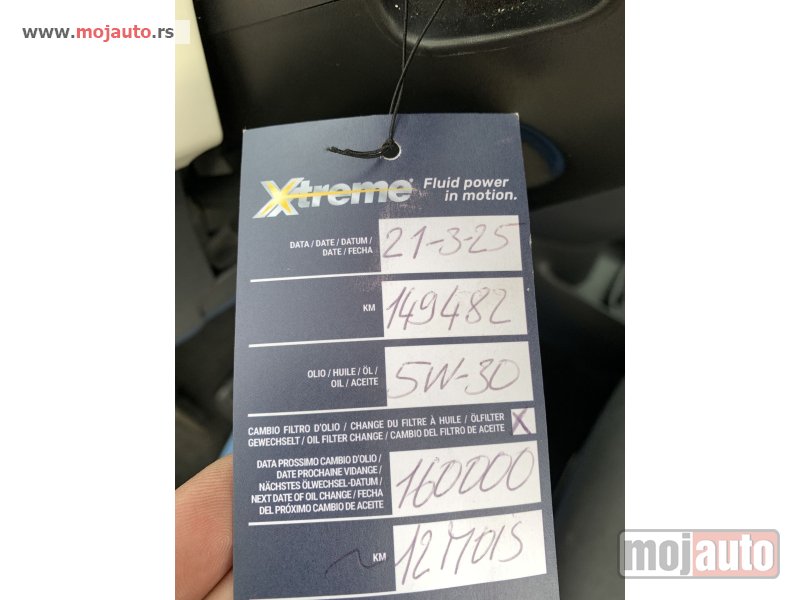 www.mojauto.rs
Xtreme® Fluid power
in motion.
DATA / DATE / DATUM /
DATE / FECHA
21-3-25
KM
149482
OLIO / HUILE / ÖL /
OIL / ACEITE
5W-30
CAMBIO FILTRO D'OLIO / CHANGE DU FILTRE À HUILE / ÖLFILTER
GEWECHSELT / OIL FILTER CHANGE / CAMBIO DEL FILTRO DE ACEITE
X
DATA PROSSIMO CAMBIO D'OLIO /
DATE PROCHAINE VIDANGE /
NÄCHSTES ÖLWECHSEL-DATUM /
NEXT DATE OF OIL CHANGE / FECHA
DEL PRÓXIMO CAMBIO DE ACEITE
160000
KM
12 MOIS
mojauto